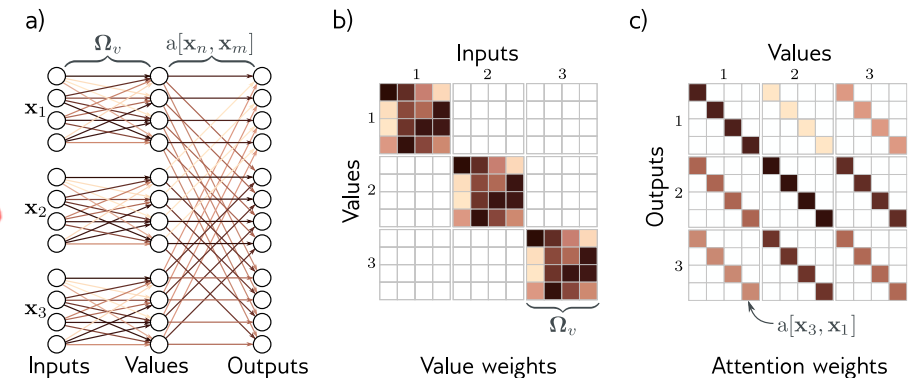 a)
Ωv
a[xn, xm]
x1
x2
x3
Inputs
Values
Outputs
b)
Inputs
1 2 3
Values
1
2
3
Ωv
Value weights
c)
Values
1 2 3
Outputs
1
2
3
a[x3, x1]
Attention weights